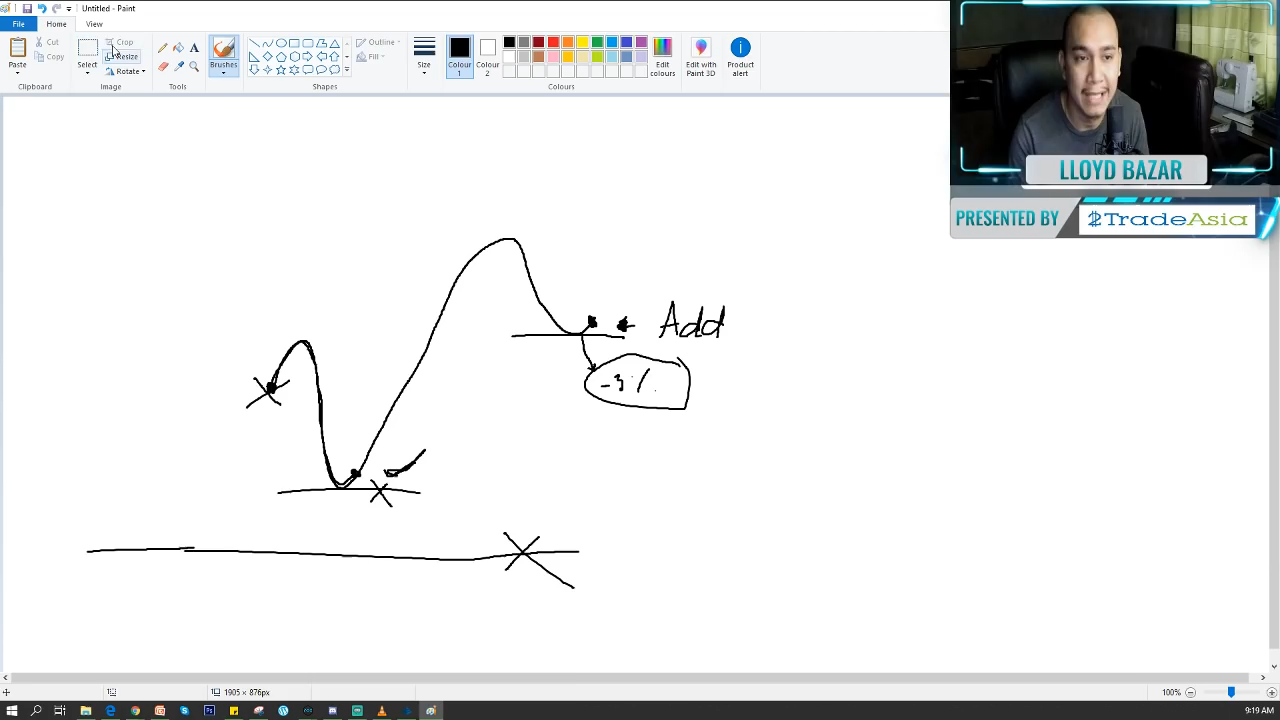 Untitled - Paint
File Home View
Paste
Cut
Copy
Clipboard
Select
Crop
Resize
Rotate
Image
Tools
Brushes
Shapes
Outline
Fill
Size
Colour 1
Colour 2
Colours
Edit colours
Edit with Paint 3D
Product alert
LLOYD BAZAR
PRESENTED BY TradeAsia
Add
-3%
1905 × 876px
100%
9:19 AM